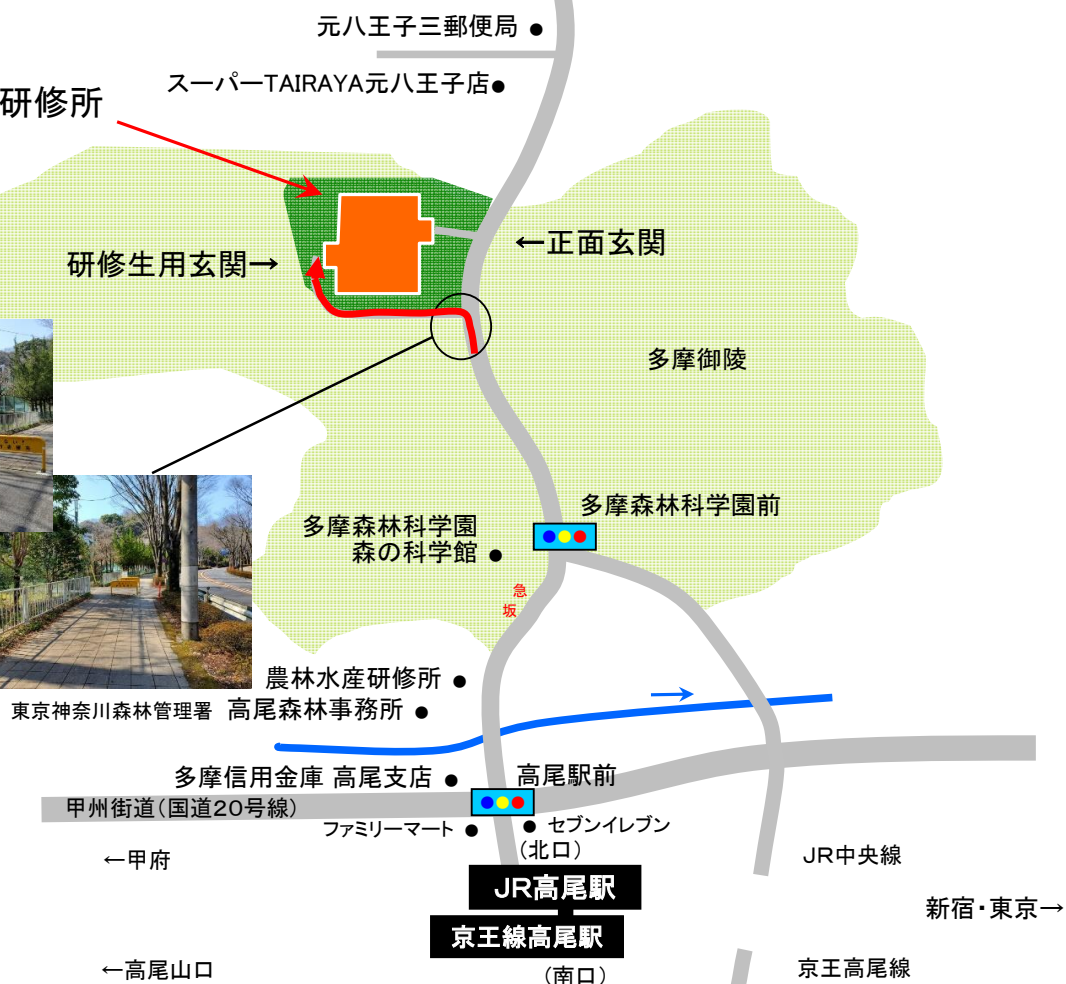 元八王子三郵便局
スーパーTAIRAYA元八王子店
研修所
←正面玄関
研修生用玄関→
多摩御陵
多摩森林科学園前
多摩森林科学園
森の科学館
急
坂
農林水産研修所
東京神奈川森林管理署 高尾森林事務所
多摩信用金庫 高尾支店
高尾駅前
甲州街道(国道20号線)
ファミリーマート
セブンイレブン
(北口)
←甲府
JR中央線
JR高尾駅
新宿・東京→
京王線高尾駅
←高尾山口
(南口)
京王高尾線